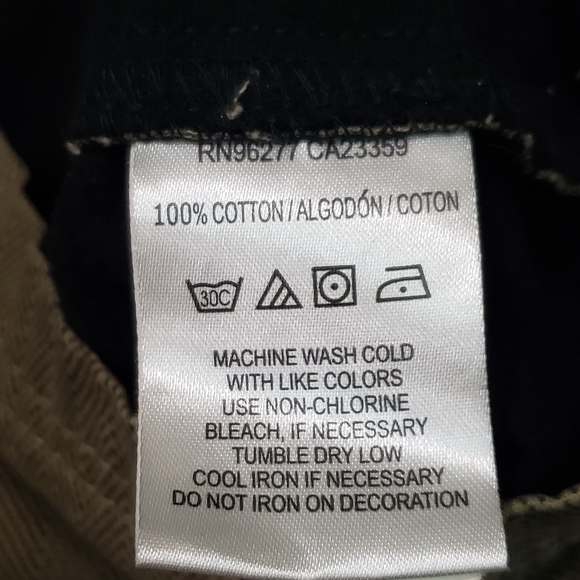 RN96277 CA23359
100% COTTON / ALGODÓN / COTON
30C
MACHINE WASH COLD
WITH LIKE COLORS
USE NON-CHLORINE
BLEACH, IF NECESSARY
TUMBLE DRY LOW
COOL IRON IF NECESSARY
DO NOT IRON ON DECORATION